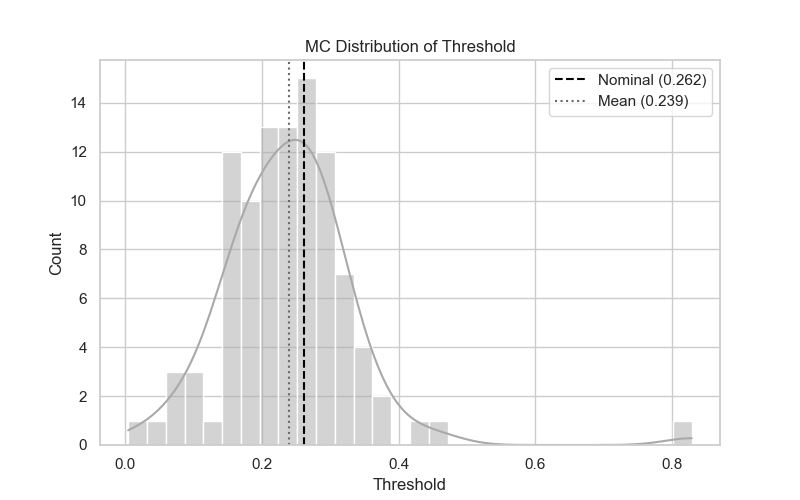 MC Distribution of Threshold
Nominal (0.262)
Mean (0.239)
Count
14
12
10
8
6
4
2
0
0.0 0.2 0.4 0.6 0.8
Threshold